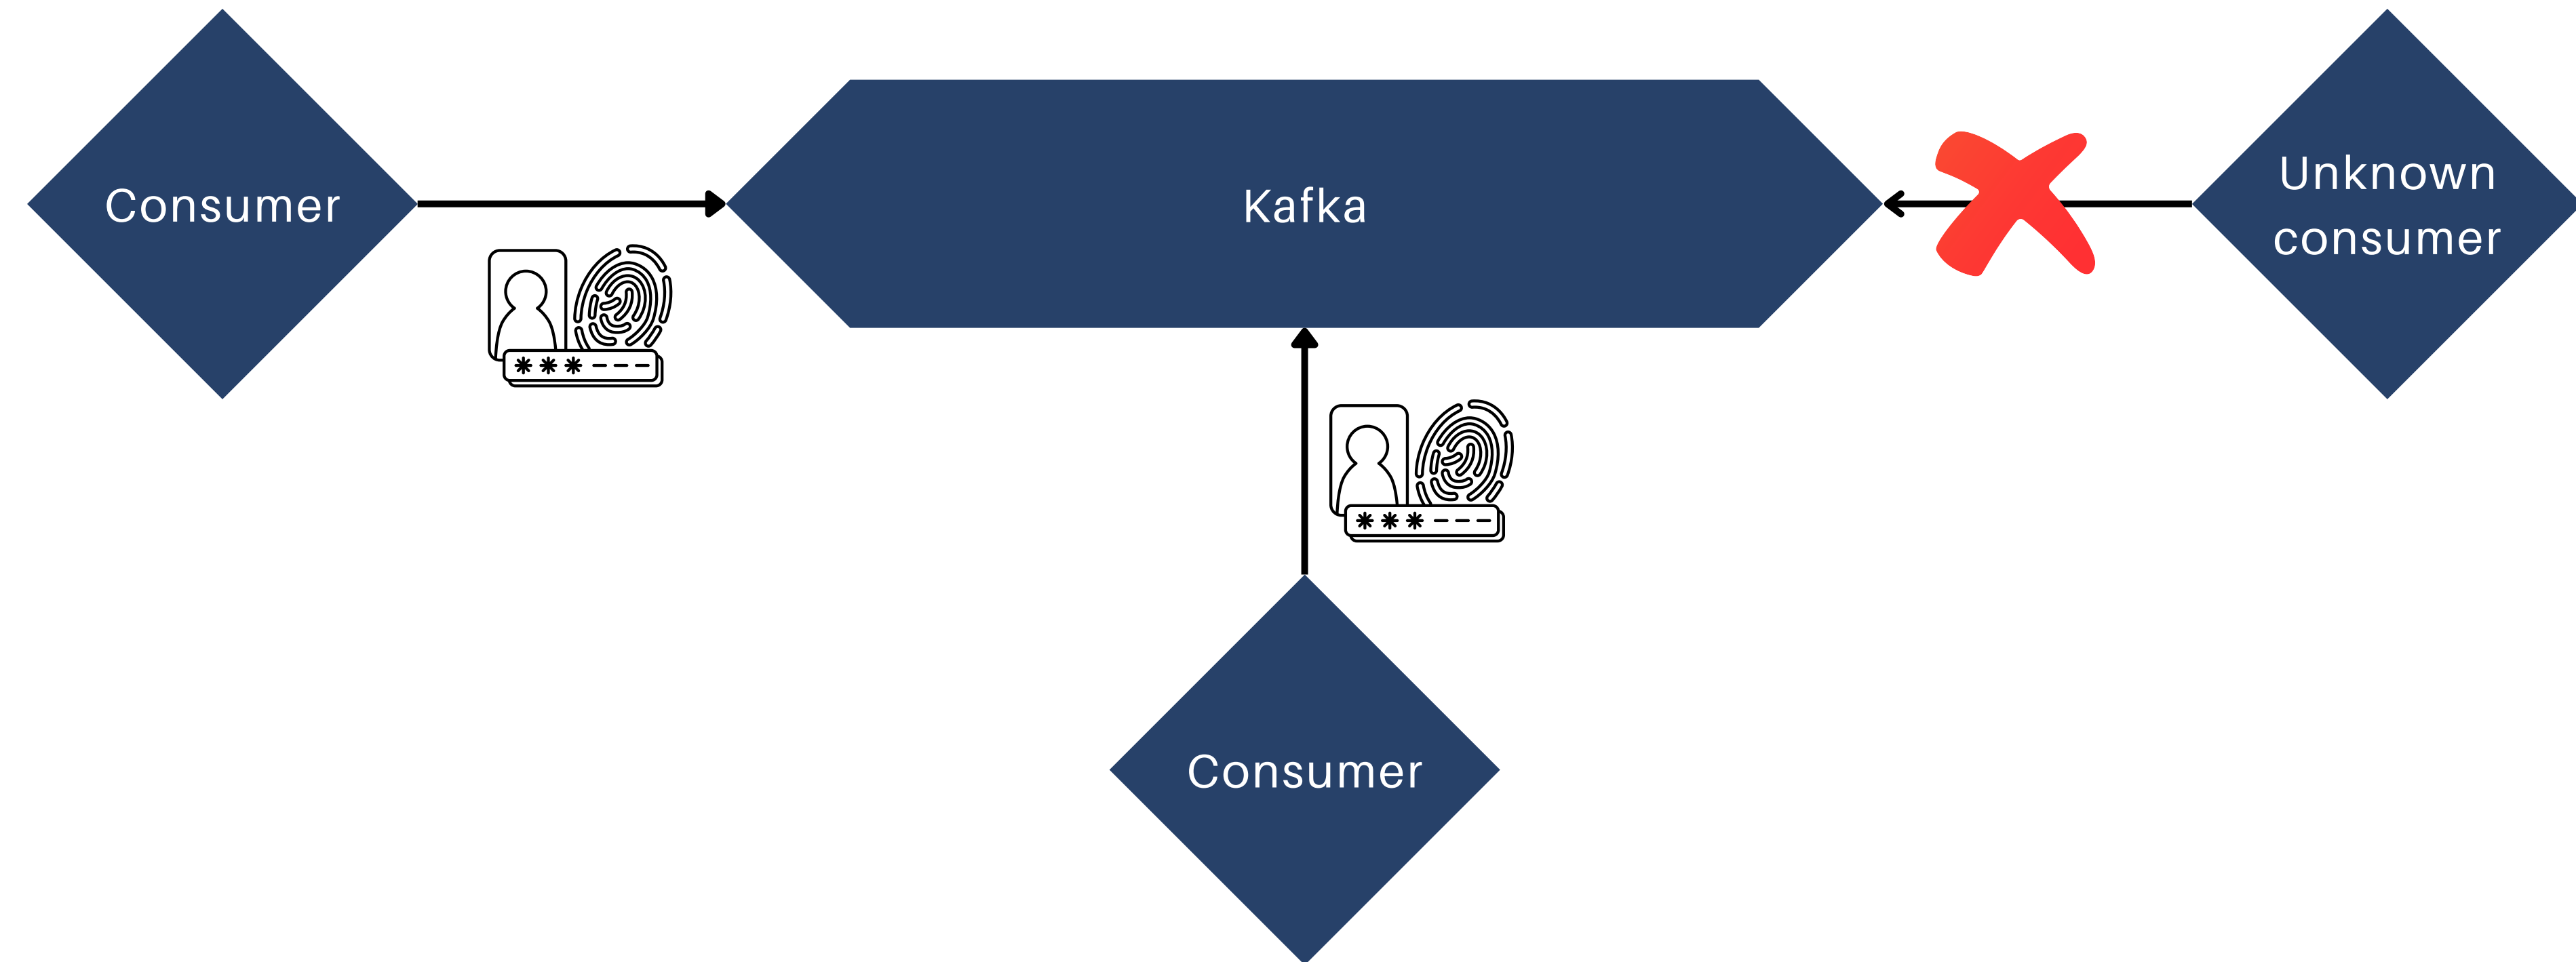 Consumer
Kafka
Unknown
consumer
*** ---
*** ---
Consumer